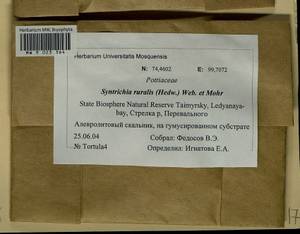 Herbarium MW, Bryophyta
Herbarium Universitatis Mosquensis
N: 74,4602 E: 99,7072
Pottiaceae
Syntrichia ruralis (Hedw.) Web. et Mohr
State Biosphere Natural Reserve Taimyrsky, Ledyanaya-
bay, Стрелка р, Перевального
Алевролитовый скальник, на гумусированном субстрате
25.06.04 Собрал: Федосов В.Э.
№ Tortula4 Определил: Игнатова Е.А.